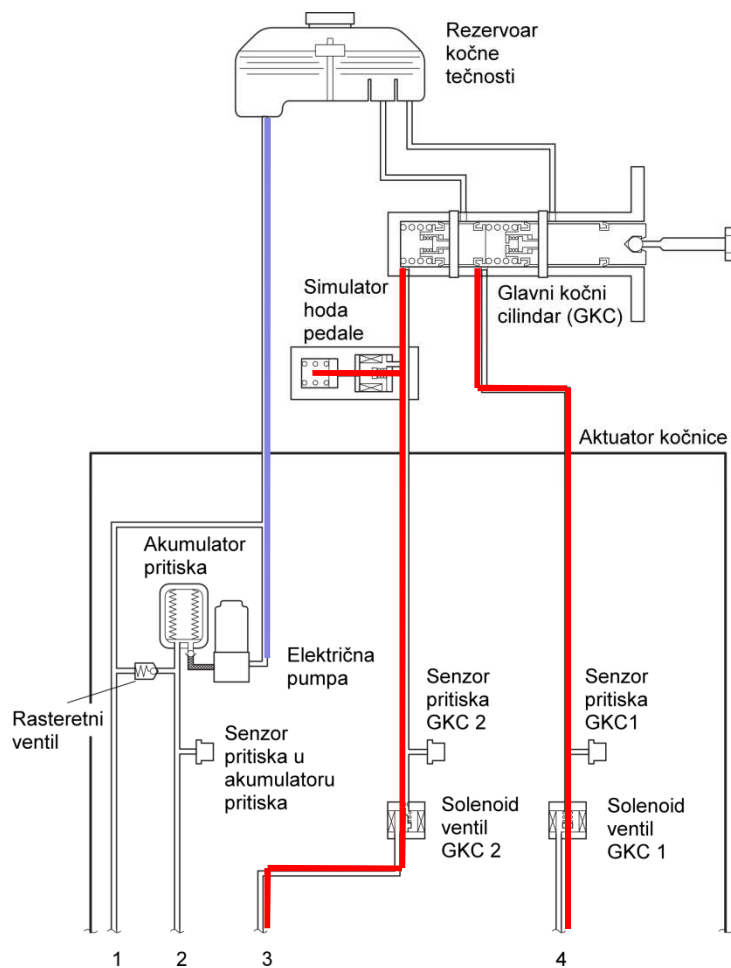 Rezervoar
kočne
tečnosti
Simulator
hoda
pedale
Glavni kočni
cilindar (GKC)
Aktuator kočnice
Akumulator
pritiska
Električna
pumpa
Rasteretni
ventil
Senzor
pritiska u
akumulatoru
pritiska
Senzor
pritiska
GKC 2
Senzor
pritiska
GKC1
Solenoid
ventil
GKC 2
Solenoid
ventil
GKC 1
1 2 3 4